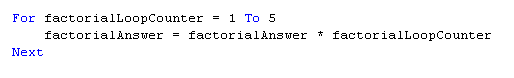 For factorialLoopCounter = 1 To 5
    factorialAnswer = factorialAnswer * factorialLoopCounter
Next